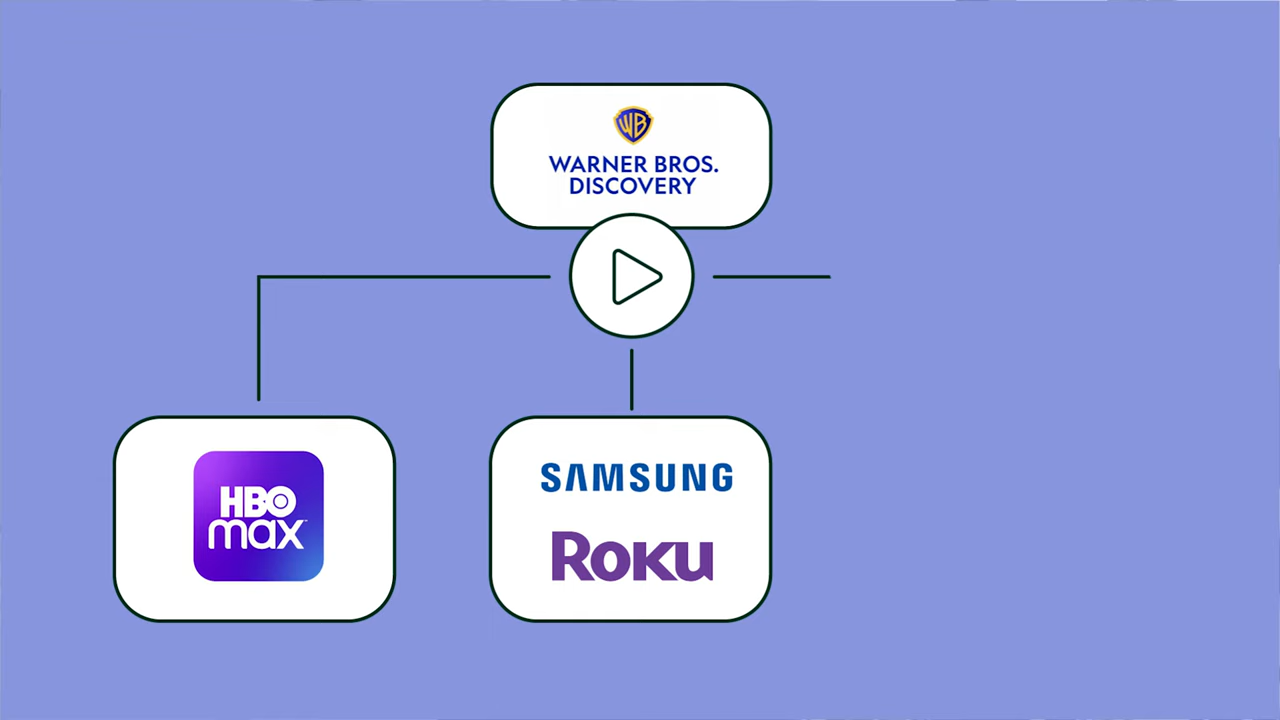 WB
WARNER BROS.
DISCOVERY
HBO
max
SAMSUNG
ROKU